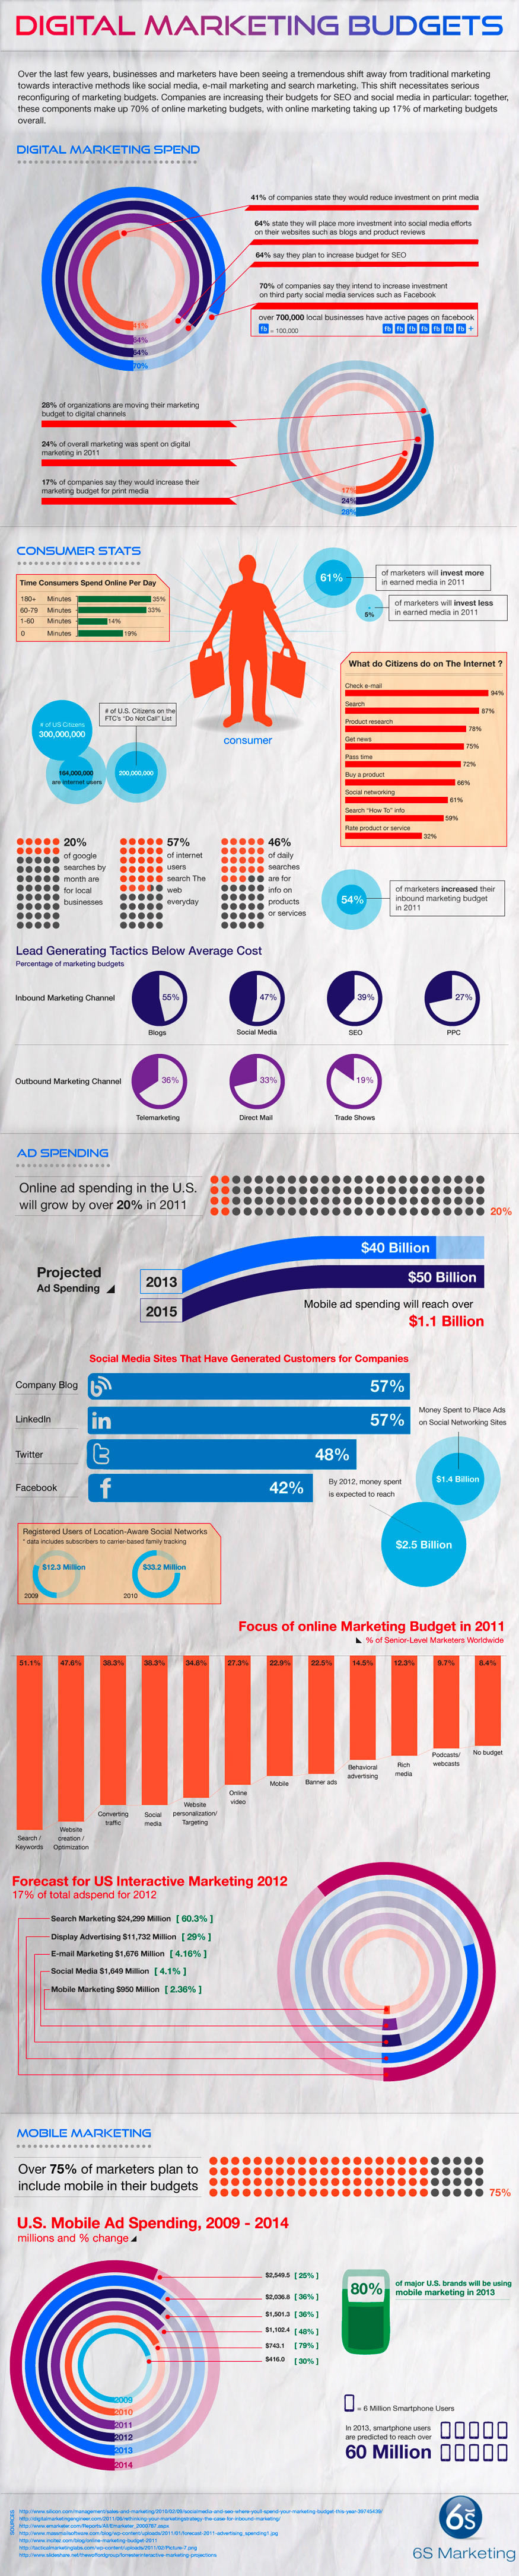 DIGITAL MARKETING BUDGETS
Over the last few years, businesses and marketers have been seeing a tremendous shift away from traditional marketing
towards interactive methods like social media, e-mail marketing and search marketing. This shift necessitates serious
reconfiguring of marketing budgets. Companies are increasing their budgets for SEO and social media in particular: together,
these components make up 70% of online marketing budgets, with online marketing taking up 17% of marketing budgets
overall.
DIGITAL MARKETING SPEND
41% of companies state they would reduce investment on print media
64% state they will place more investment into social media efforts
on their websites such as blogs and product reviews
64% say they plan to increase budget for SEO
70% of companies say they intend to increase investment
on third party social media services such as Facebook
over 700,000 local businesses have active pages on facebook
fb = 100,000
fb fb fb fb fb fb fb +
41%
64%
64%
70%
28% of organizations are moving their marketing
budget to digital channels
24% of overall marketing was spent on digital
marketing in 2011
17% of companies say they would increase their
marketing budget for print media
17%
24%
28%
CONSUMER STATS
Time Consumers Spend Online Per Day
180+ Minutes 35%
60-79 Minutes 33%
1-60 Minutes 14%
0 Minutes 19%
61%
of marketers will invest more
in earned media in 2011
5%
of marketers will invest less
in earned media in 2011
consumer
# of US Citizens
300,000,000
164,000,000
are internet users
# of U.S. Citizens on the
FTC's "Do Not Call" List
200,000,000
What do Citizens do on The Internet ?
Check e-mail
94%
Search
87%
Product research
78%
Get news
75%
Pass time
72%
Buy a product
66%
Social networking
61%
Search "How To" info
59%
Rate product or service
32%
20%
of google
searches by
month are
for local
businesses
57%
of internet
users
search The
web
everyday
46%
of daily
searches
are for
info on
products
or services
54%
of marketers increased their
inbound marketing budget
in 2011
Lead Generating Tactics Below Average Cost
Percentage of marketing budgets
Inbound Marketing Channel
55%
47%
39%
27%
Blogs
Social Media
SEO
PPC
Outbound Marketing Channel
36%
33%
19%
Telemarketing
Direct Mail
Trade Shows
AD SPENDING
Online ad spending in the U.S.
will grow by over 20% in 2011
20%
Projected
Ad Spending
2013
$40 Billion
2015
$50 Billion
Mobile ad spending will reach over
$1.1 Billion
Social Media Sites That Have Generated Customers for Companies
Company Blog 57%
LinkedIn in 57%
Twitter t 48%
Facebook f 42%
Money Spent to Place Ads
on Social Networking Sites
$1.4 Billion
By 2012, money spent
is expected to reach
$2.5 Billion
Registered Users of Location-Aware Social Networks
* data includes subscribers to carrier-based family tracking
$12.3 Million
$33.2 Million
2009
2010
Focus of online Marketing Budget in 2011
% of Senior-Level Marketers Worldwide
51.1% 47.6% 38.3% 38.3% 34.8% 27.3% 22.9% 22.5% 14.5% 12.3% 9.7% 8.4%
Search /
Keywords
Website
creation /
Optimization
Converting
traffic
Social
media
Website
personalization/
Targeting
Online
video
Mobile
Banner ads
Behavioral
advertising
Rich
media
Podcasts/
webcasts
No budget
Forecast for US Interactive Marketing 2012
17% of total adspend for 2012
Search Marketing $24,299 Million [ 60.3% ]
Display Advertising $11,732 Million [ 29% ]
E-mail Marketing $1,676 Million [ 4.16% ]
Social Media $1,649 Million [ 4.1% ]
Mobile Marketing $950 Million [ 2.36% ]
MOBILE MARKETING
Over 75% of marketers plan to
include mobile in their budgets
75%
U.S. Mobile Ad Spending, 2009 - 2014
millions and % change
$2,549.5 [ 25% ]
$2,036.8 [ 36% ]
$1,501.3 [ 36% ]
$1,102.4 [ 48% ]
$743.1 [ 79% ]
$416.0 [ 30% ]
2009
2010
2011
2012
2013
2014
80%
of major U.S. brands will be using
mobile marketing in 2013
= 6 Million Smartphone Users
In 2013, smartphone users
are predicted to reach over
60 Million
SOURCES
6S
6S Marketing